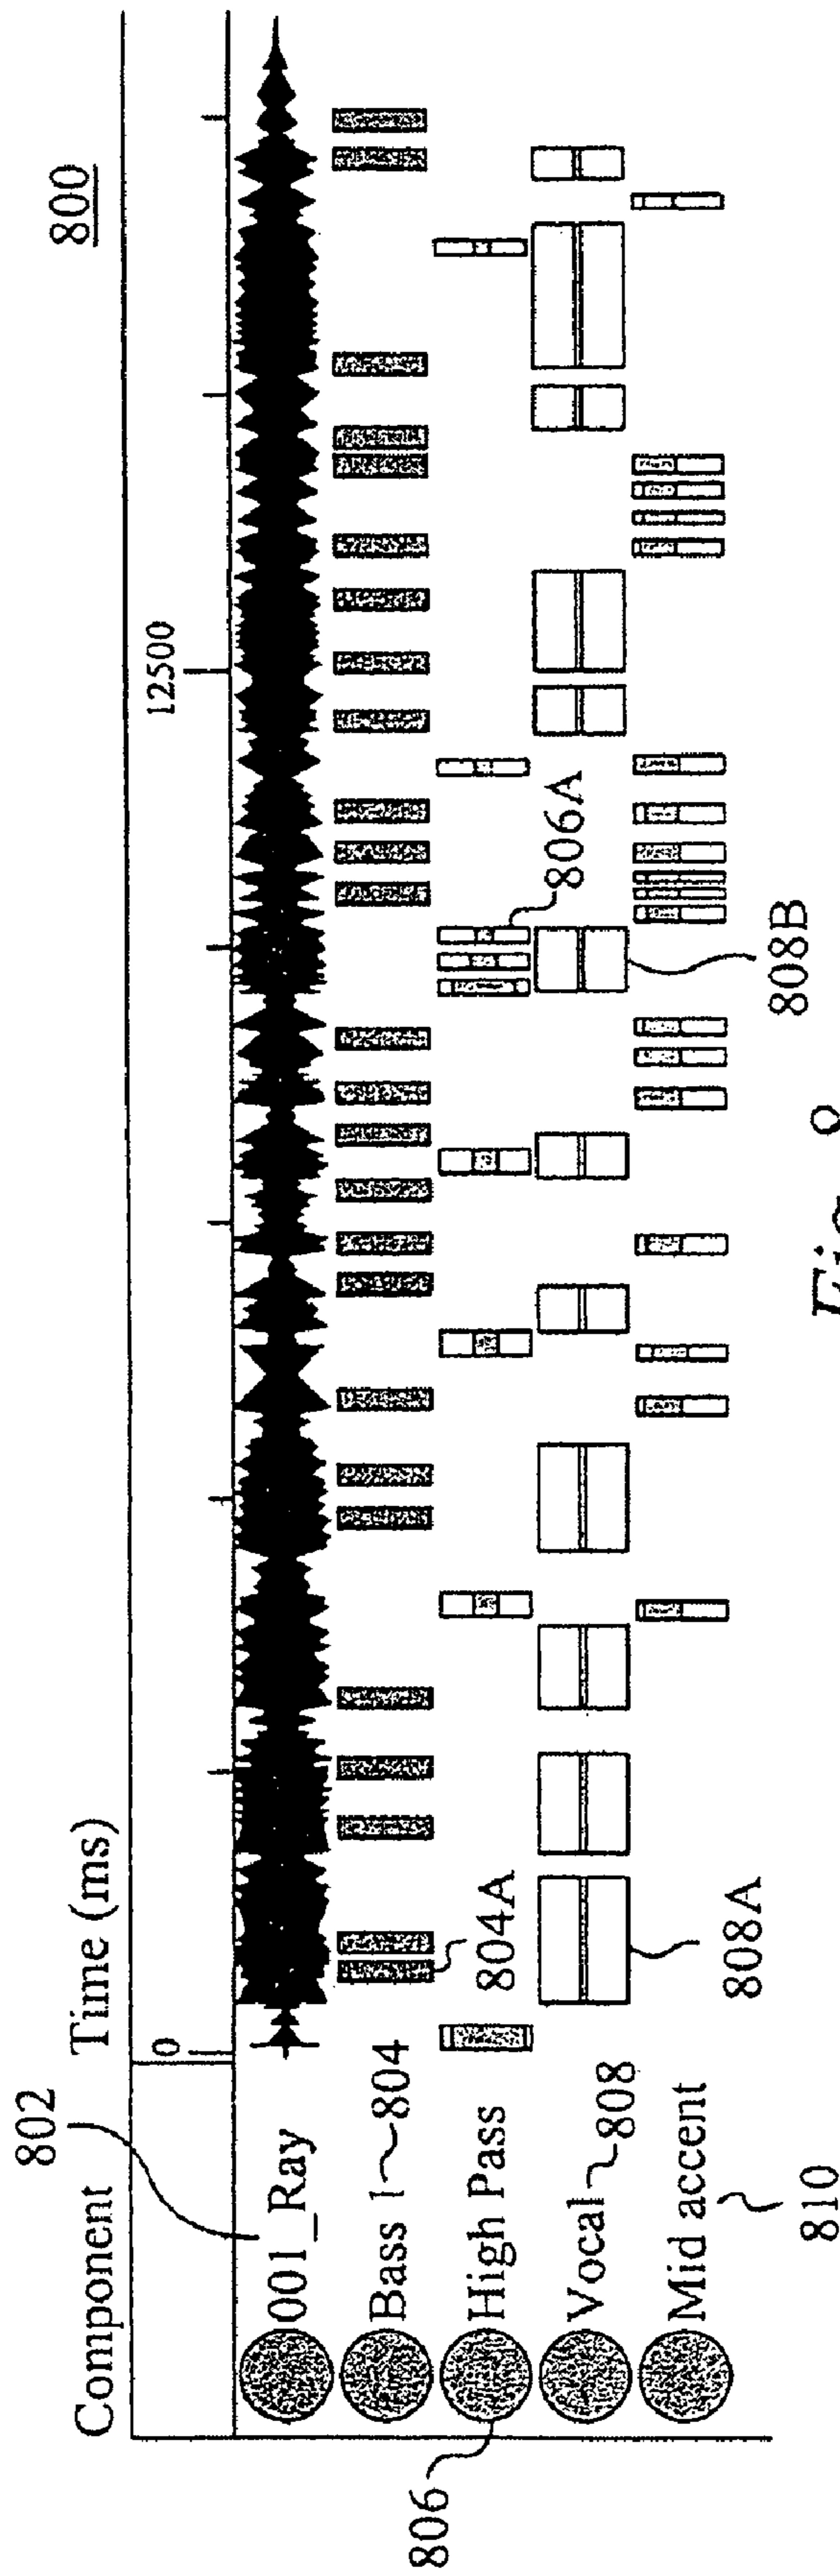 800
802
Component
Time (ms)
0
12500
001_Ray
Bass 1
804
804A
806
High Pass
806A
Vocal
808
808A
808B
Mid accent
810